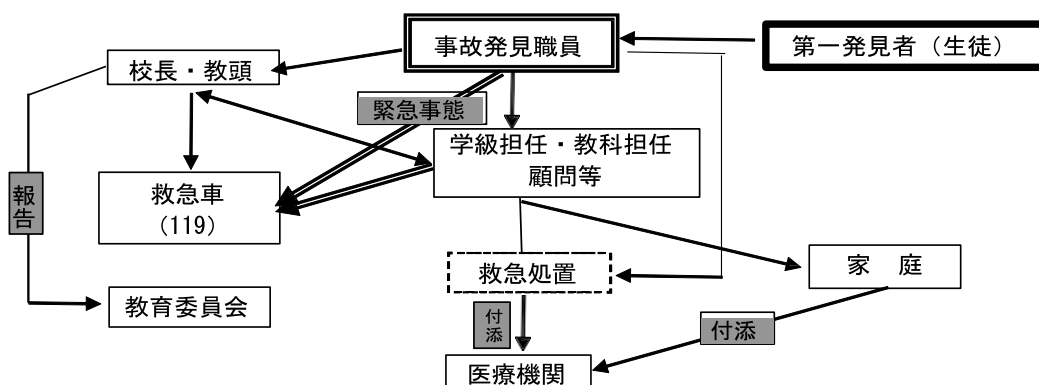 事故発見職員
第一発見者（生徒）
校長・教頭
緊急事態
学級担任・教科担任
顧問等
報告
救急車
(119)
救急処置
家　庭
教育委員会
付添
付添
医療機関